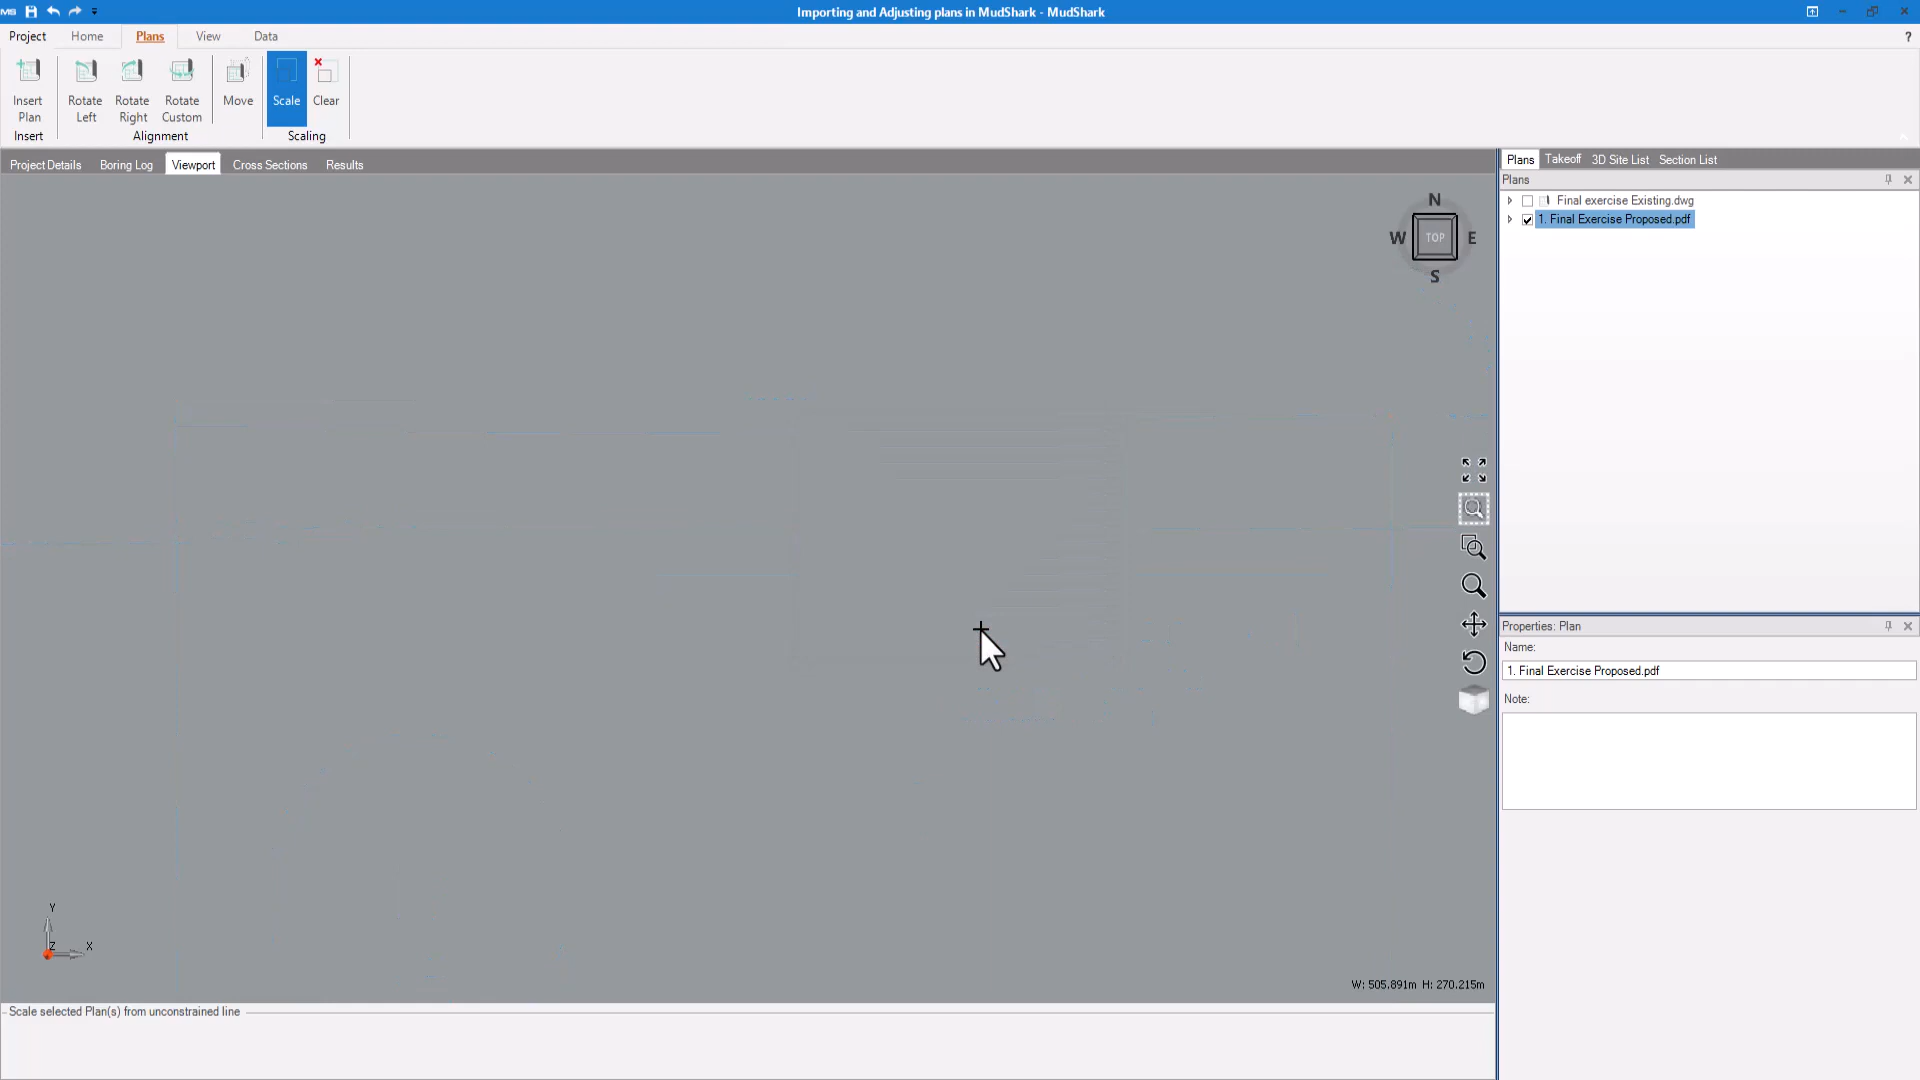 MS
Importing and Adjusting plans in MudShark - MudShark
Project Home Plans View Data
?
Insert Plan
Rotate Left
Rotate Right
Rotate Custom
Move
Scale
Clear
Insert
Alignment
Scaling
Project Details Boring Log Viewport Cross Sections Results
Plans Takeoff 3D Site List Section List
Plans
Final exercise Existing.dwg
1. Final Exercise Proposed.pdf
N
W TOP E
S
Properties: Plan
Name:
1. Final Exercise Proposed.pdf
Note:
Y
Z X
W: 505.891m H: 270.215m
Scale selected Plan(s) from unconstrained line